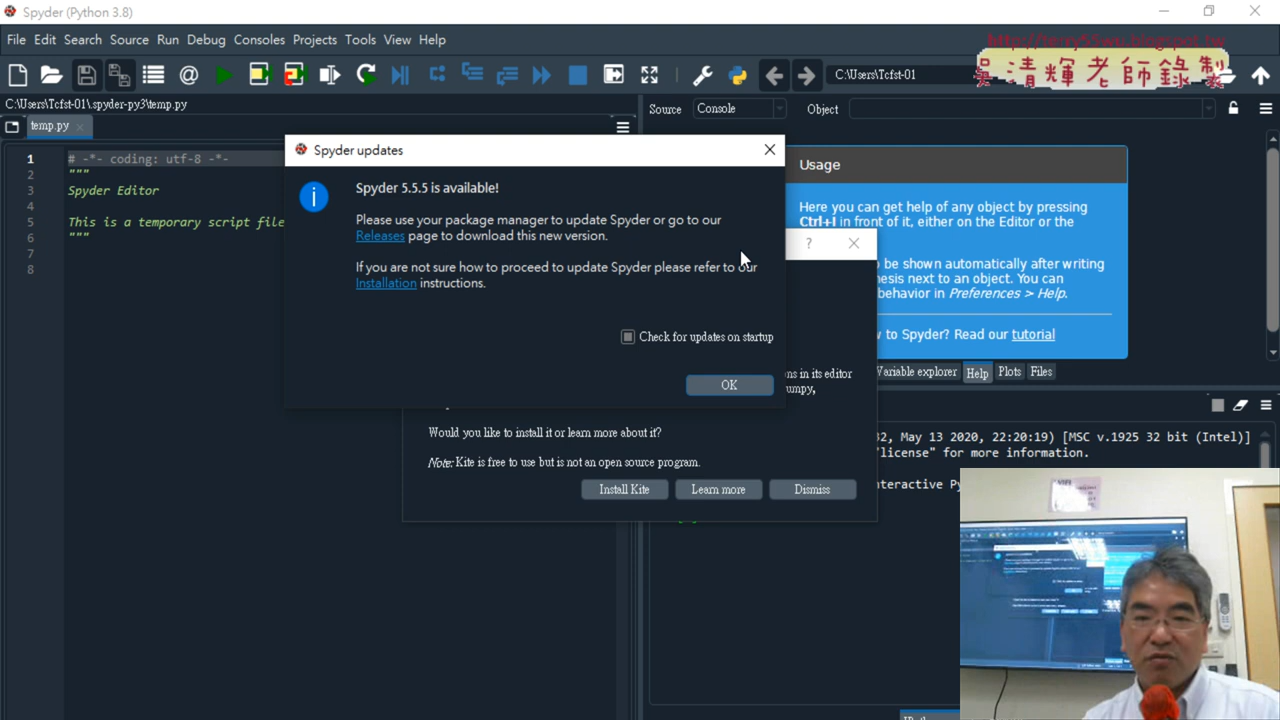 Spyder (Python 3.8)
http://terry55wu.blogspot.tw
File Edit Search Source Run Debug Consoles Projects Tools View Help
吳清輝老師錄製
C:\Users\Tcfst-01
C:\Users\Tcfst-01\.spyder-py3\temp.py
Source Console Object
temp.py
1 # -*- coding: utf-8 -*-
2 """
3 Spyder Editor
4
5 This is a temporary script file
6 """
7
8
Spyder updates
Spyder 5.5.5 is available!
Please use your package manager to update Spyder or go to our
Releases page to download this new version.
If you are not sure how to proceed to update Spyder please refer to our
Installation instructions.
Check for updates on startup
OK
Usage
Here you can get help of any object by pressing
Ctrl+I in front of it, either on the Editor or the
be shown automatically after writing
next to an object. You can
behavior in Preferences > Help.
to Spyder? Read our tutorial
Variable explorer Help Plots Files
in its editor
Would you like to install it or learn more about it?
Note: Kite is free to use but is not an open source program.
Install Kite Learn more Dismiss
32, May 13 2020, 22:20:19) [MSC v.1925 32 bit (Intel)]
"license" for more information.